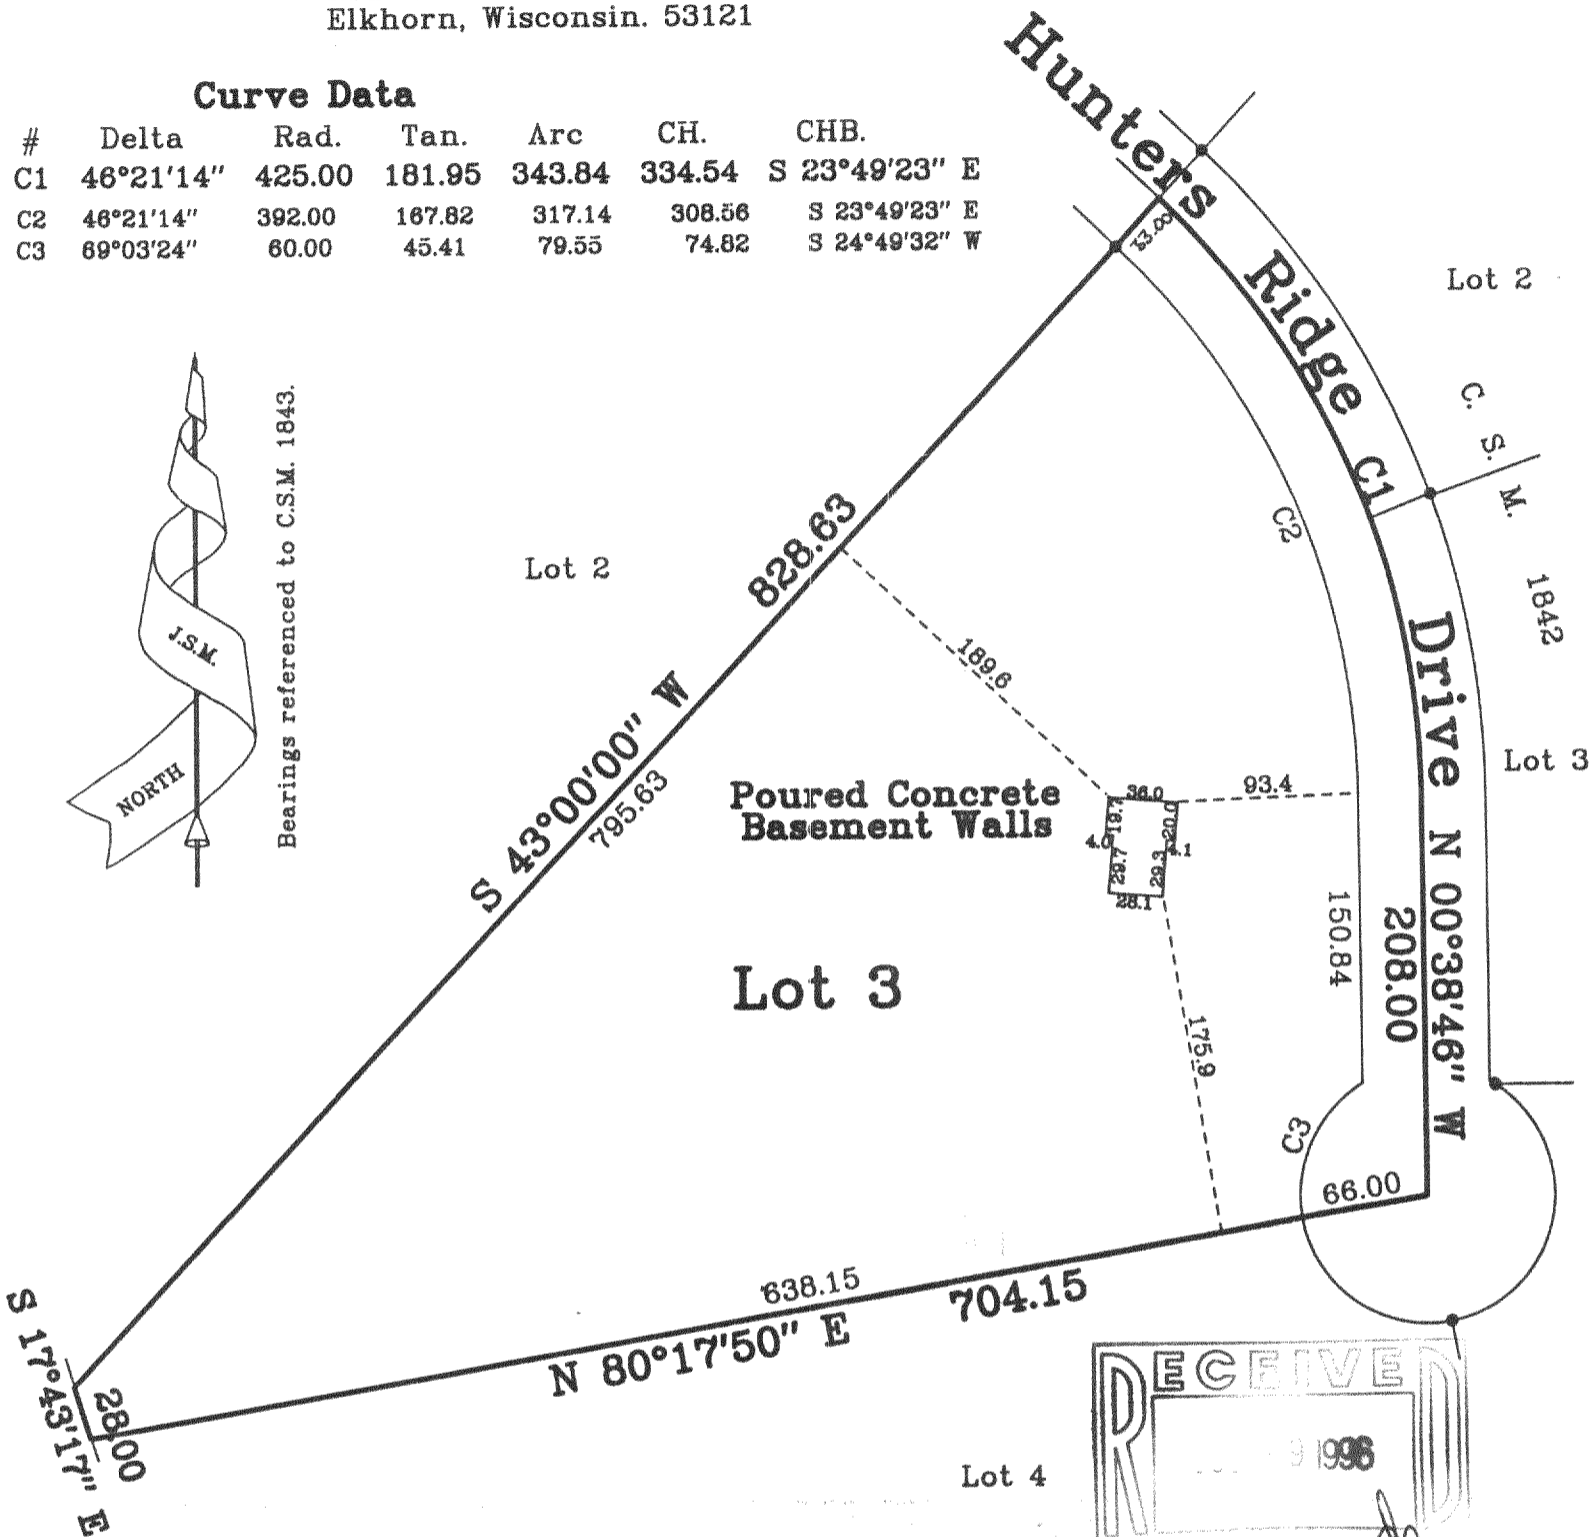 Elkhorn, Wisconsin. 53121
Curve Data
# Delta Rad. Tan. Arc CH. CHB.
C1 46°21'14" 425.00 181.95 343.84 334.54 S 23°49'23" E
C2 46°21'14" 392.00 167.82 317.14 308.56 S 23°49'23" E
C3 69°03'24" 60.00 45.41 79.55 74.82 S 24°49'32" W
Hunters Ridge Drive
33.00
Lot 2
C. S. M. 1842
C1
C2
J.S.M.
NORTH
Bearings referenced to C.S.M. 1843.
Lot 2
828.63
S 43°00'00" W
795.63
189.6
Lot 3
Poured Concrete
Basement Walls
36.0
93.4
19.7
20.0
4.0
4.1
29.7
29.3
28.1
Lot 3
150.84
208.00
N 00°38'46" W
175.9
C3
66.00
638.15
704.15
N 80°17'50" E
S 17°43'17" E
28.00
Lot 4
RECEIVED
9 1996